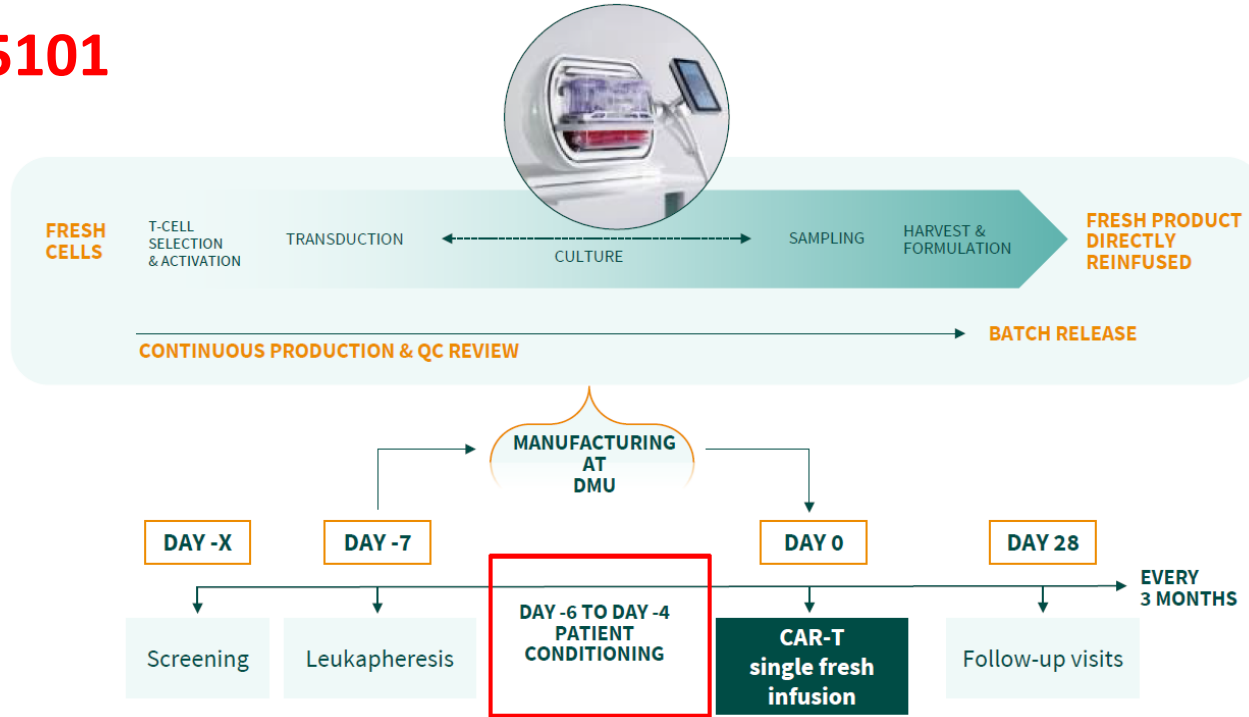 5101
FRESH
CELLS
T-CELL
SELECTION
& ACTIVATION
TRANSDUCTION
CULTURE
SAMPLING
HARVEST &
FORMULATION
FRESH PRODUCT
DIRECTLY
REINFUSED
CONTINUOUS PRODUCTION & QC REVIEW
BATCH RELEASE
MANUFACTURING
AT
DMU
DAY -X
DAY -7
DAY 0
DAY 28
EVERY
3 MONTHS
Screening
Leukapheresis
DAY -6 TO DAY -4
PATIENT
CONDITIONING
CAR-T
single fresh
infusion
Follow-up visits